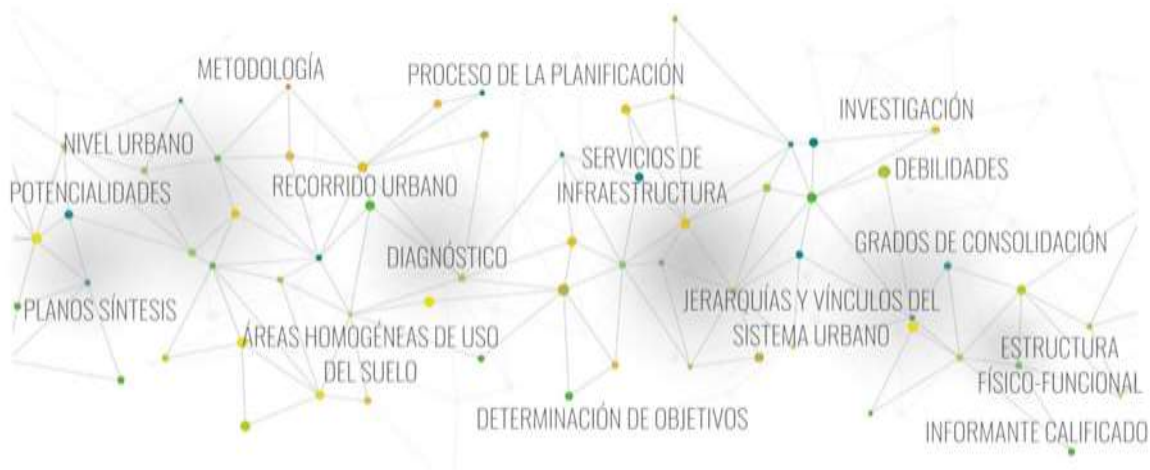 METODOLOGÍA
PROCESO DE LA PLANIFICACIÓN
INVESTIGACIÓN
NIVEL URBANO
SERVICIOS DE
INFRAESTRUCTURA
DEBILIDADES
POTENCIALIDADES
RECORRIDO URBANO
GRADOS DE CONSOLIDACIÓN
DIAGNÓSTICO
PLANOS SÍNTESIS
JERARQUÍAS Y VÍNCULOS DEL
SISTEMA URBANO
ÁREAS HOMOGÉNEAS DE USO
DEL SUELO
ESTRUCTURA
FÍSICO-FUNCIONAL
DETERMINACIÓN DE OBJETIVOS
INFORMANTE CALIFICADO